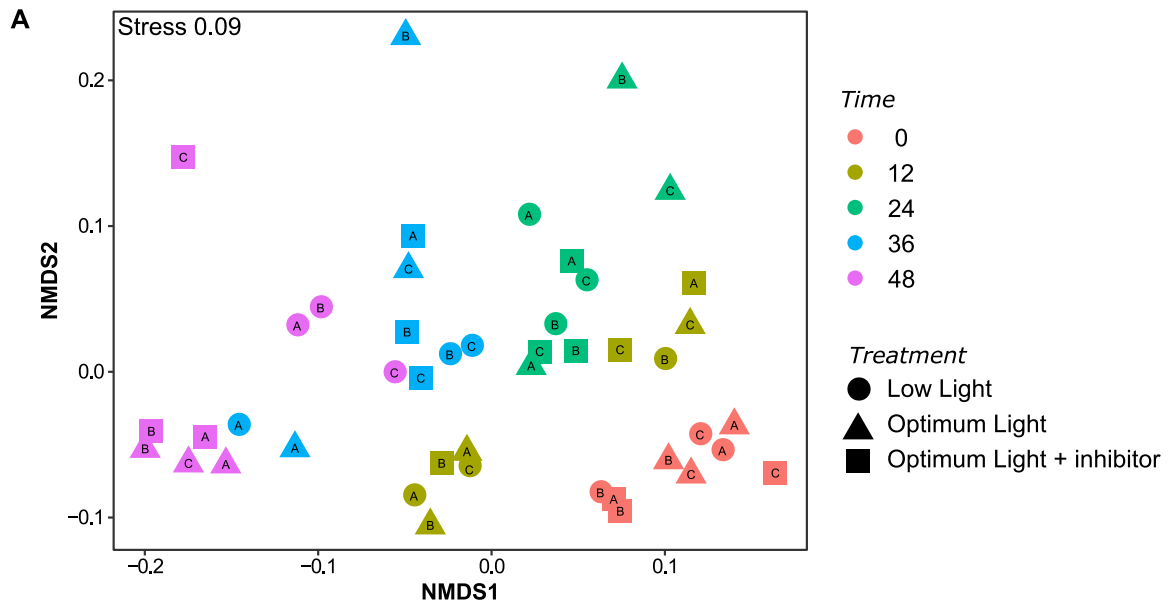 A
Stress 0.09
B
B
C
C
A
A
A
C
C
A
B
A
C
B
B
C
B
C
C
B
C
B
A
B
C
A
C
A
A
A
B
A
C
A
B
B
C
A
B
C
A
C
B
C
A
A
B
B
0.2
0.1
0.0
−0.1
NMDS2
−0.2
−0.1
0.0
0.1
NMDS1
Time
0
12
24
36
48
Treatment
Low Light
Optimum Light
Optimum Light + inhibitor